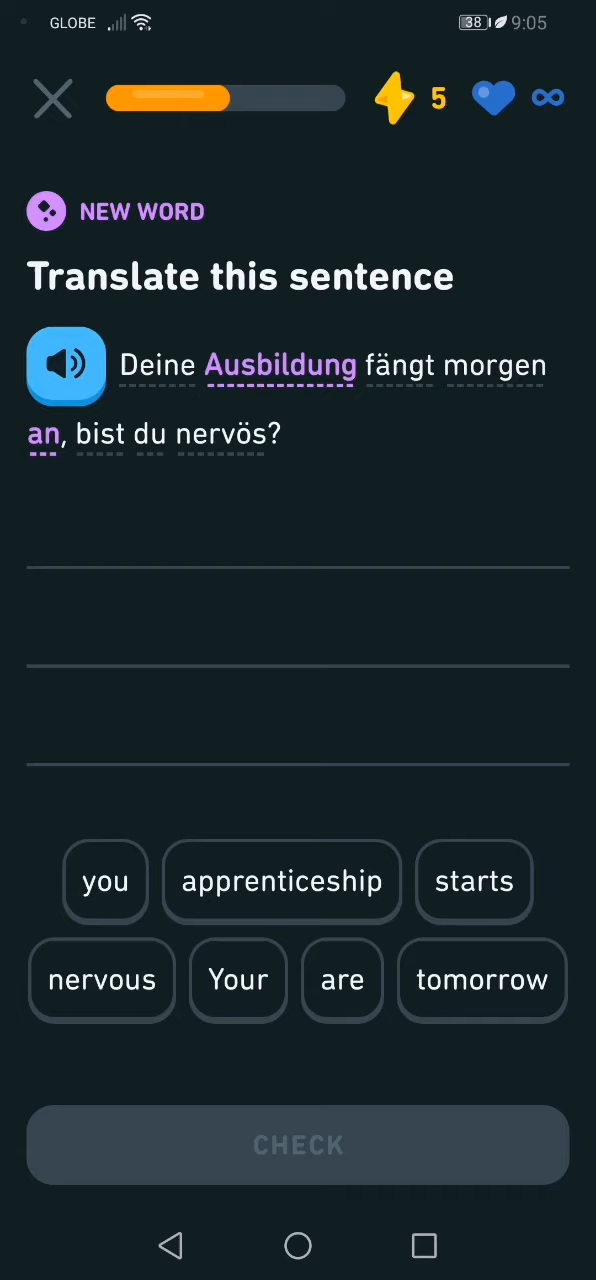 GLOBE 38 9:05
5
NEW WORD
Translate this sentence
Deine Ausbildung fängt morgen
an, bist du nervös?
you apprenticeship starts
nervous Your are tomorrow
CHECK